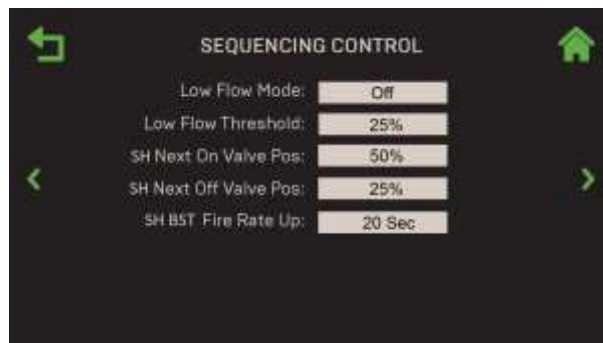 SEQUENCING CONTROL
Low Flow Mode: Off
Low Flow Threshold: 25%
SH Next On Valve Pos: 50%
SH Next Off Valve Pos: 25%
SH BST Fire Rate Up: 20 Sec